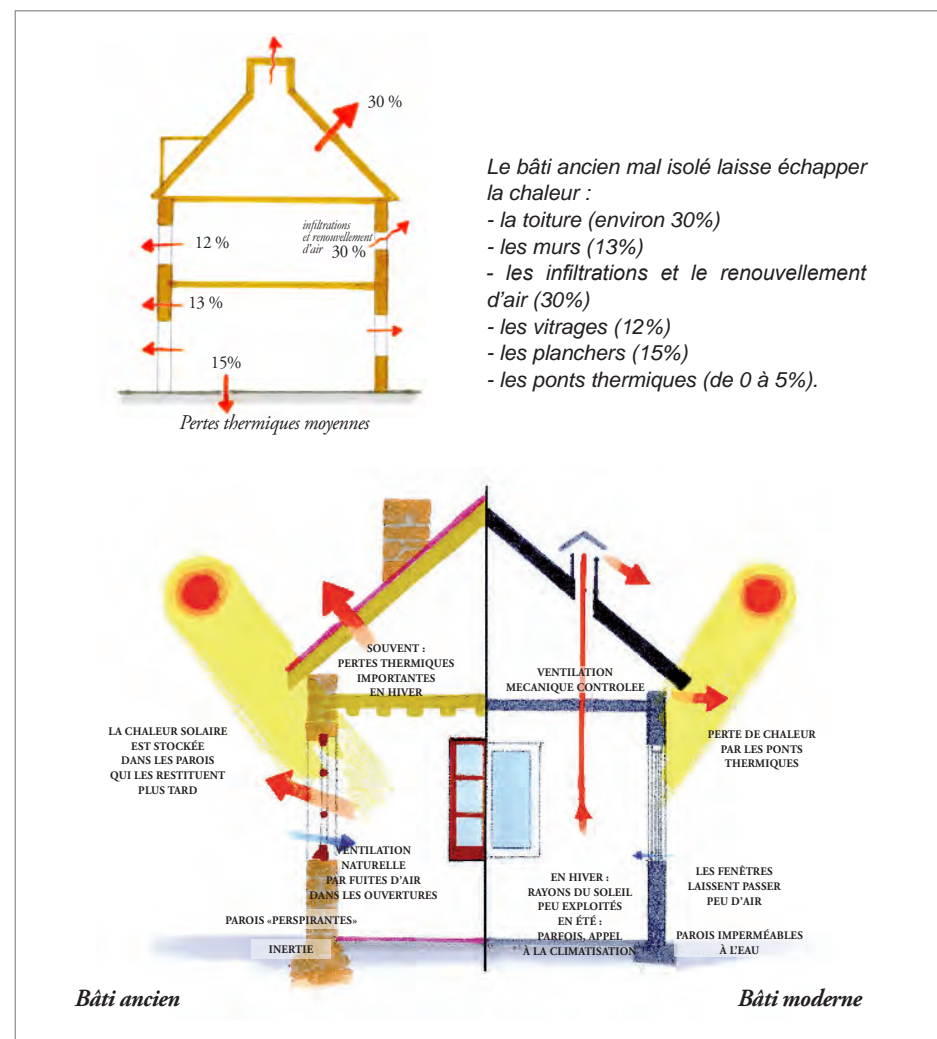 30 %
infiltrations
et renouvellement
d'air 30 %
12 %
13 %
15%
Pertes thermiques moyennes
Le bâti ancien mal isolé laisse échapper
la chaleur :
- la toiture (environ 30%)
- les murs (13%)
- les infiltrations et le renouvellement
d'air (30%)
- les vitrages (12%)
- les planchers (15%)
- les ponts thermiques (de 0 à 5%).
SOUVENT :
PERTES THERMIQUES
IMPORTANTES
EN HIVER
LA CHALEUR SOLAIRE
EST STOCKÉE
DANS LES PAROIS
QUI LES RESTITUENT
PLUS TARD
VENTILATION
NATURELLE
PAR FUITES D'AIR
DANS LES OUVERTURES
PAROIS «PERSPIRANTES»
INERTIE
VENTILATION
MECANIQUE CONTROLEE
PERTE DE CHALEUR
PAR LES PONTS
THERMIQUES
EN HIVER :
RAYONS DU SOLEIL
PEU EXPLOITÉS
EN ÉTÉ :
PARFOIS, APPEL
À LA CLIMATISATION
LES FENÊTRES
LAISSENT PASSER
PEU D'AIR
PAROIS IMPERMÉABLES
À L'EAU
Bâti ancien
Bâti moderne